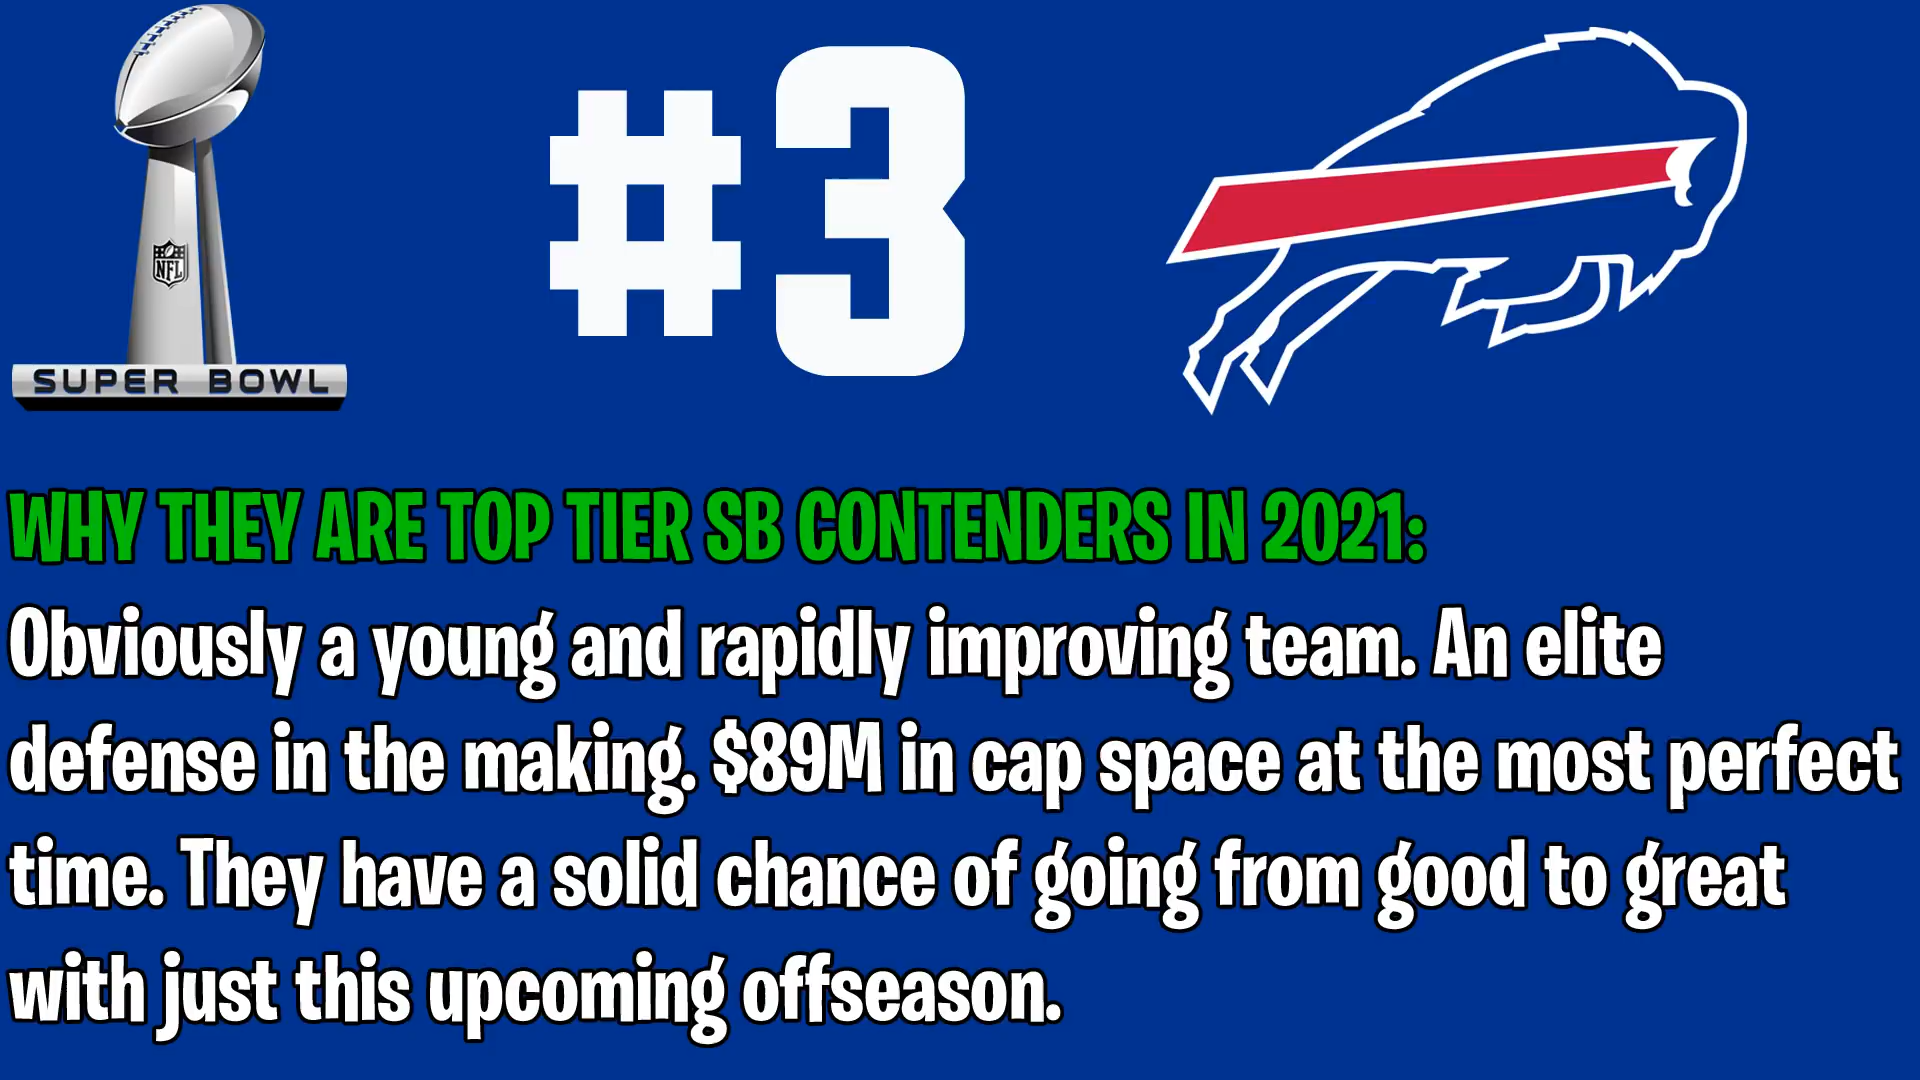 #3
NFL
SUPER BOWL
WHY THEY ARE TOP TIER SB CONTENDERS IN 2021:
Obviously a young and rapidly improving team. An elite
defense in the making. $89M in cap space at the most perfect
time. They have a solid chance of going from good to great
with just this upcoming offseason.